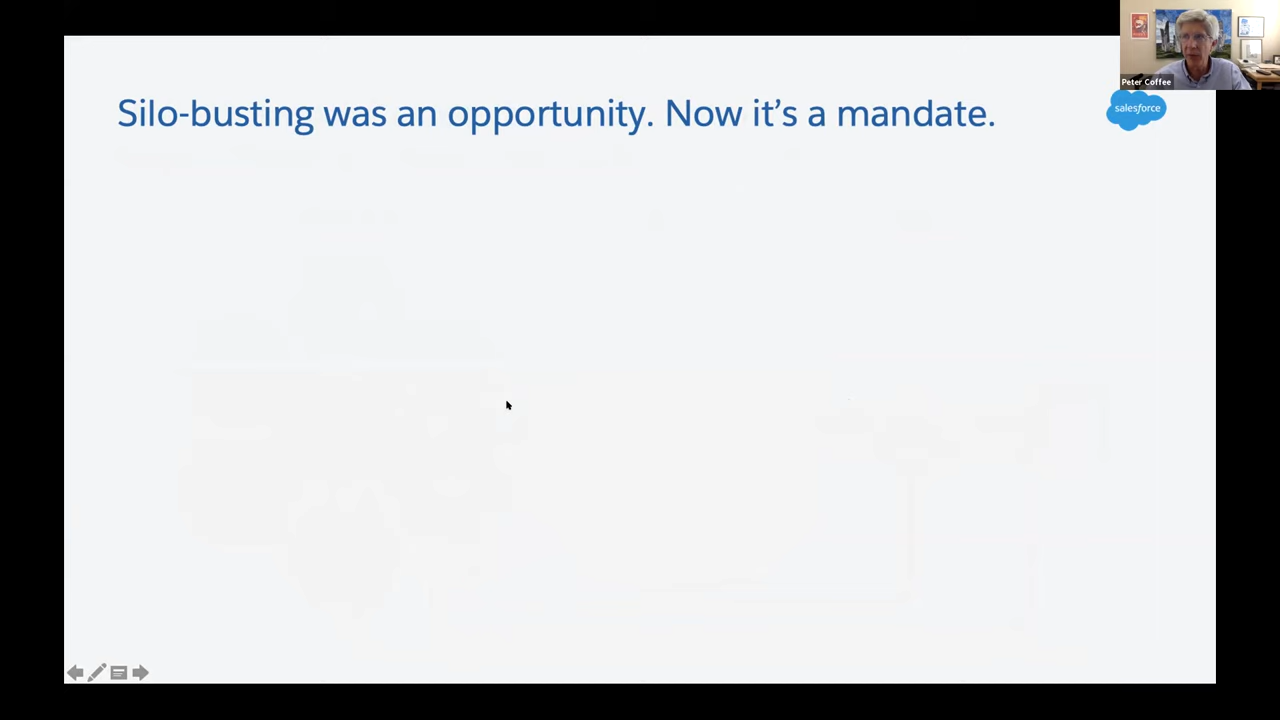 Peter Coffee
Silo-busting was an opportunity. Now it's a mandate.
salesforce